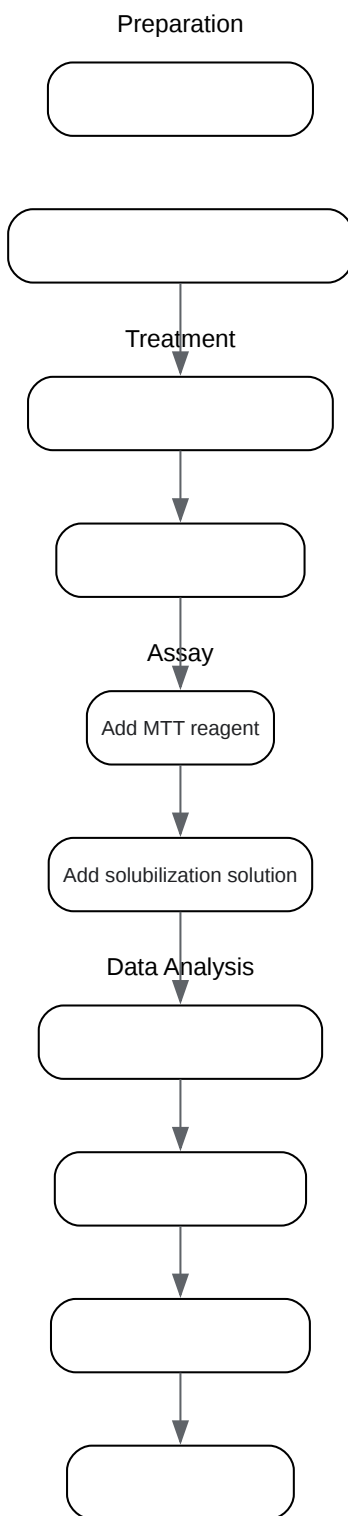 Preparation
Treatment
Assay
Add MTT reagent
Add solubilization solution
Data Analysis